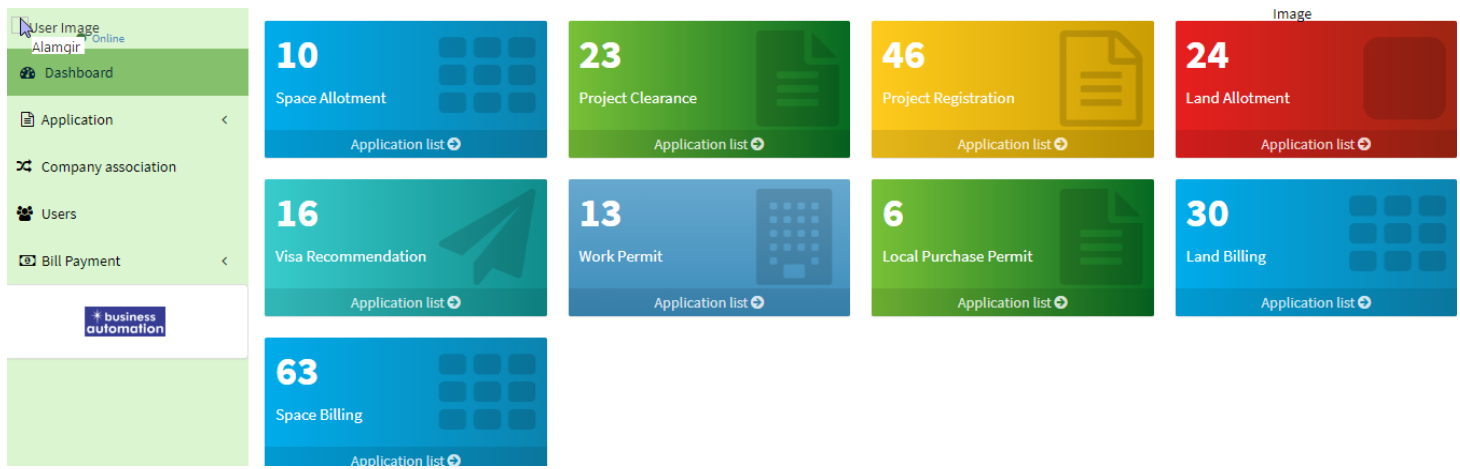 User Image
Online
Alamgir
Dashboard
Application
Company association
Users
Bill Payment
business
automation
Image
10
Space Allotment
Application list
23
Project Clearance
Application list
46
Project Registration
Application list
24
Land Allotment
Application list
16
Visa Recommendation
Application list
13
Work Permit
Application list
6
Local Purchase Permit
Application list
30
Land Billing
Application list
63
Space Billing
Application list